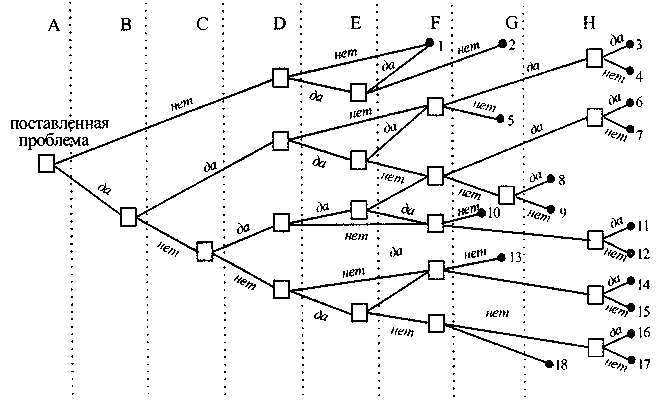 A B C D E F G H
поставленная
проблема
нет
да
да
нет
да
нет
нет
да
да
нет
1
нет
2
нет
да
да
нет
да
нет
3
4
нет
5
да
да
нет
6
7
нет
да
нет
8
9
да
да
нет
нет
10
да
нет
11
12
нет
да
да
нет
13
да
нет
14
15
нет
нет
да
нет
16
17
18